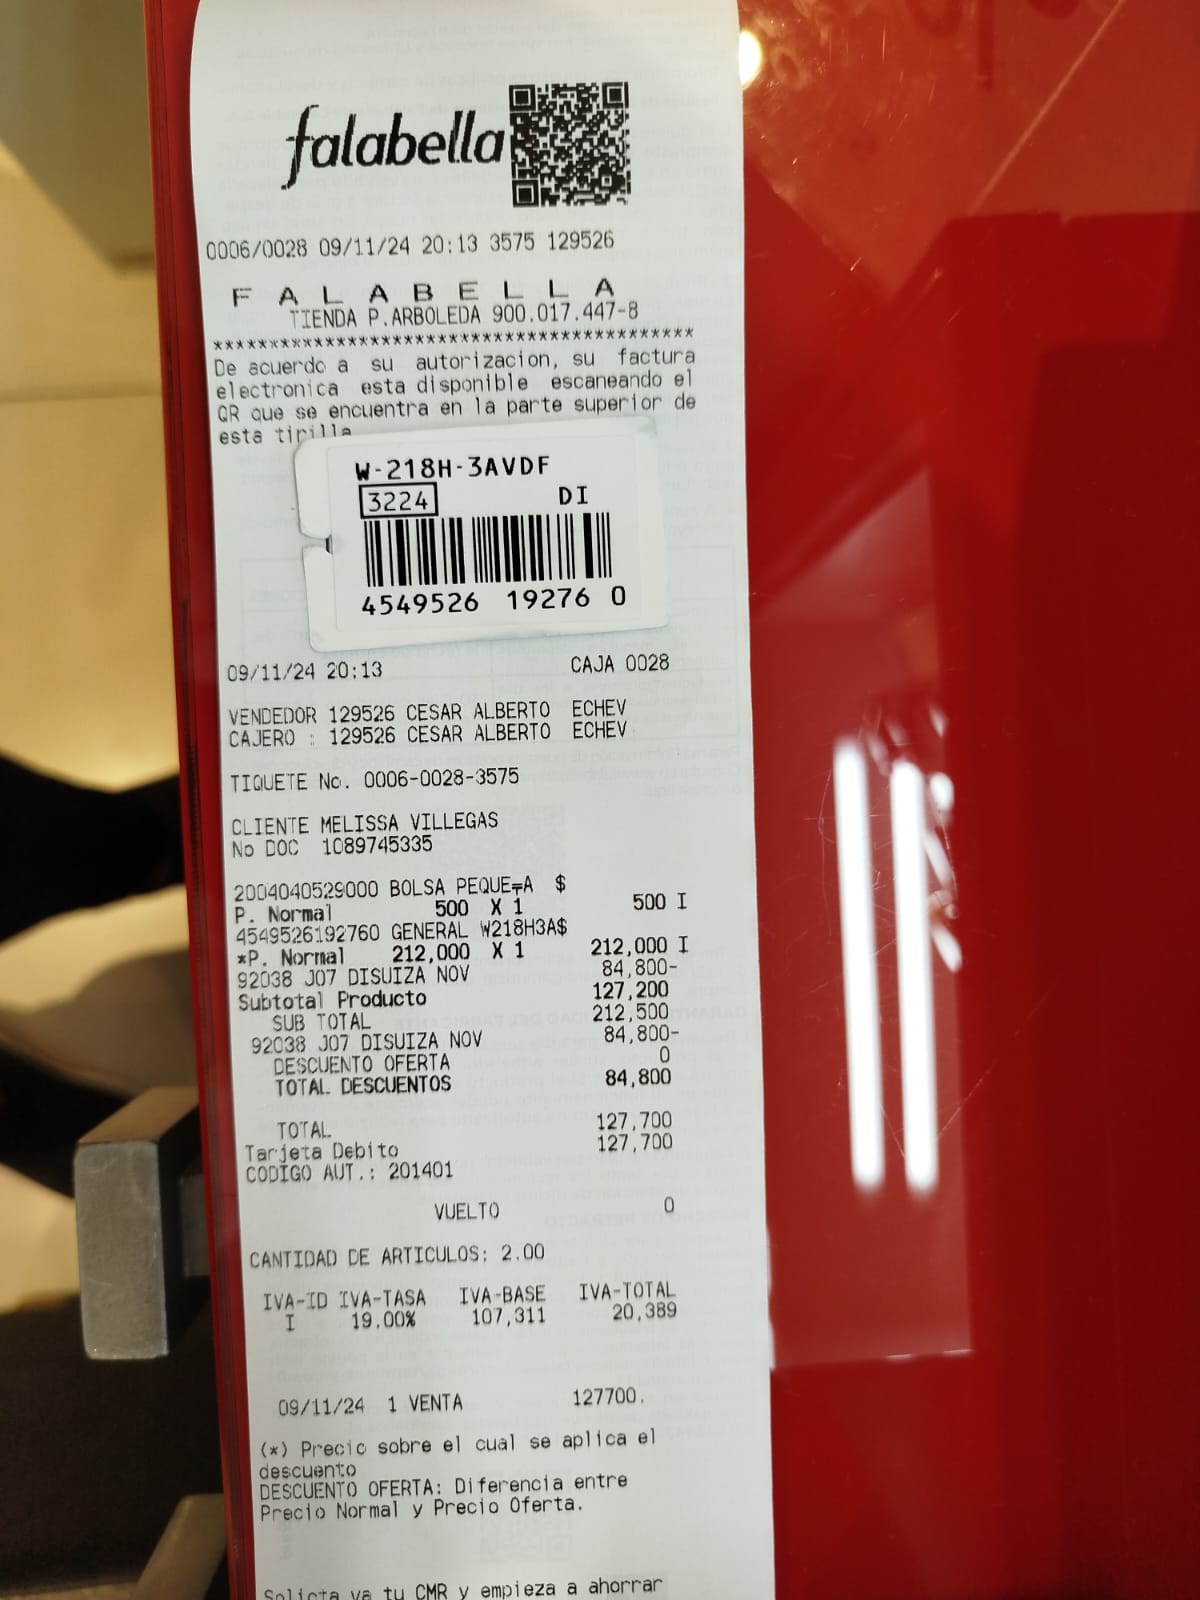 falabella
0006/0028 09/11/24 20:13 3575 129526
F A L A B E L L A
TIENDA P.ARBOLEDA 900.017.447-8
*******************************************
De acuerdo a su autorizacion, su factura
electronica esta disponible escaneando el
QR que se encuentra en la parte superior de
esta tirilla
W-218H-3AVDF
3224 DI
4549526 19276 0
09/11/24 20:13 CAJA 0028
VENDEDOR 129526 CESAR ALBERTO ECHEV
CAJERO : 129526 CESAR ALBERTO ECHEV
TIQUETE No. 0006-0028-3575
CLIENTE MELISSA VILLEGAS
No DOC 1089745335
2004040529000 BOLSA PEQUE╤A $
P. Normal 500 X 1 500 I
4549526192760 GENERAL W218H3A$
*P. Normal 212,000 X 1 212,000 I
92038 J07 DISUIZA NOV 84,800-
Subtotal Producto 127,200
SUB TOTAL 212,500
92038 J07 DISUIZA NOV 84,800-
DESCUENTO OFERTA 0
TOTAL DESCUENTOS 84,800
TOTAL 127,700
Tarjeta Debito 127,700
CODIGO AUT.: 201401
VUELTO 0
CANTIDAD DE ARTICULOS: 2.00
IVA-ID IVA-TASA IVA-BASE IVA-TOTAL
I 19.00% 107,311 20,389
09/11/24 1 VENTA 127700.
(*) Precio sobre el cual se aplica el
descuento
DESCUENTO OFERTA: Diferencia entre
Precio Normal y Precio Oferta.
Solicta ya tu CMR y empieza a ahorrar